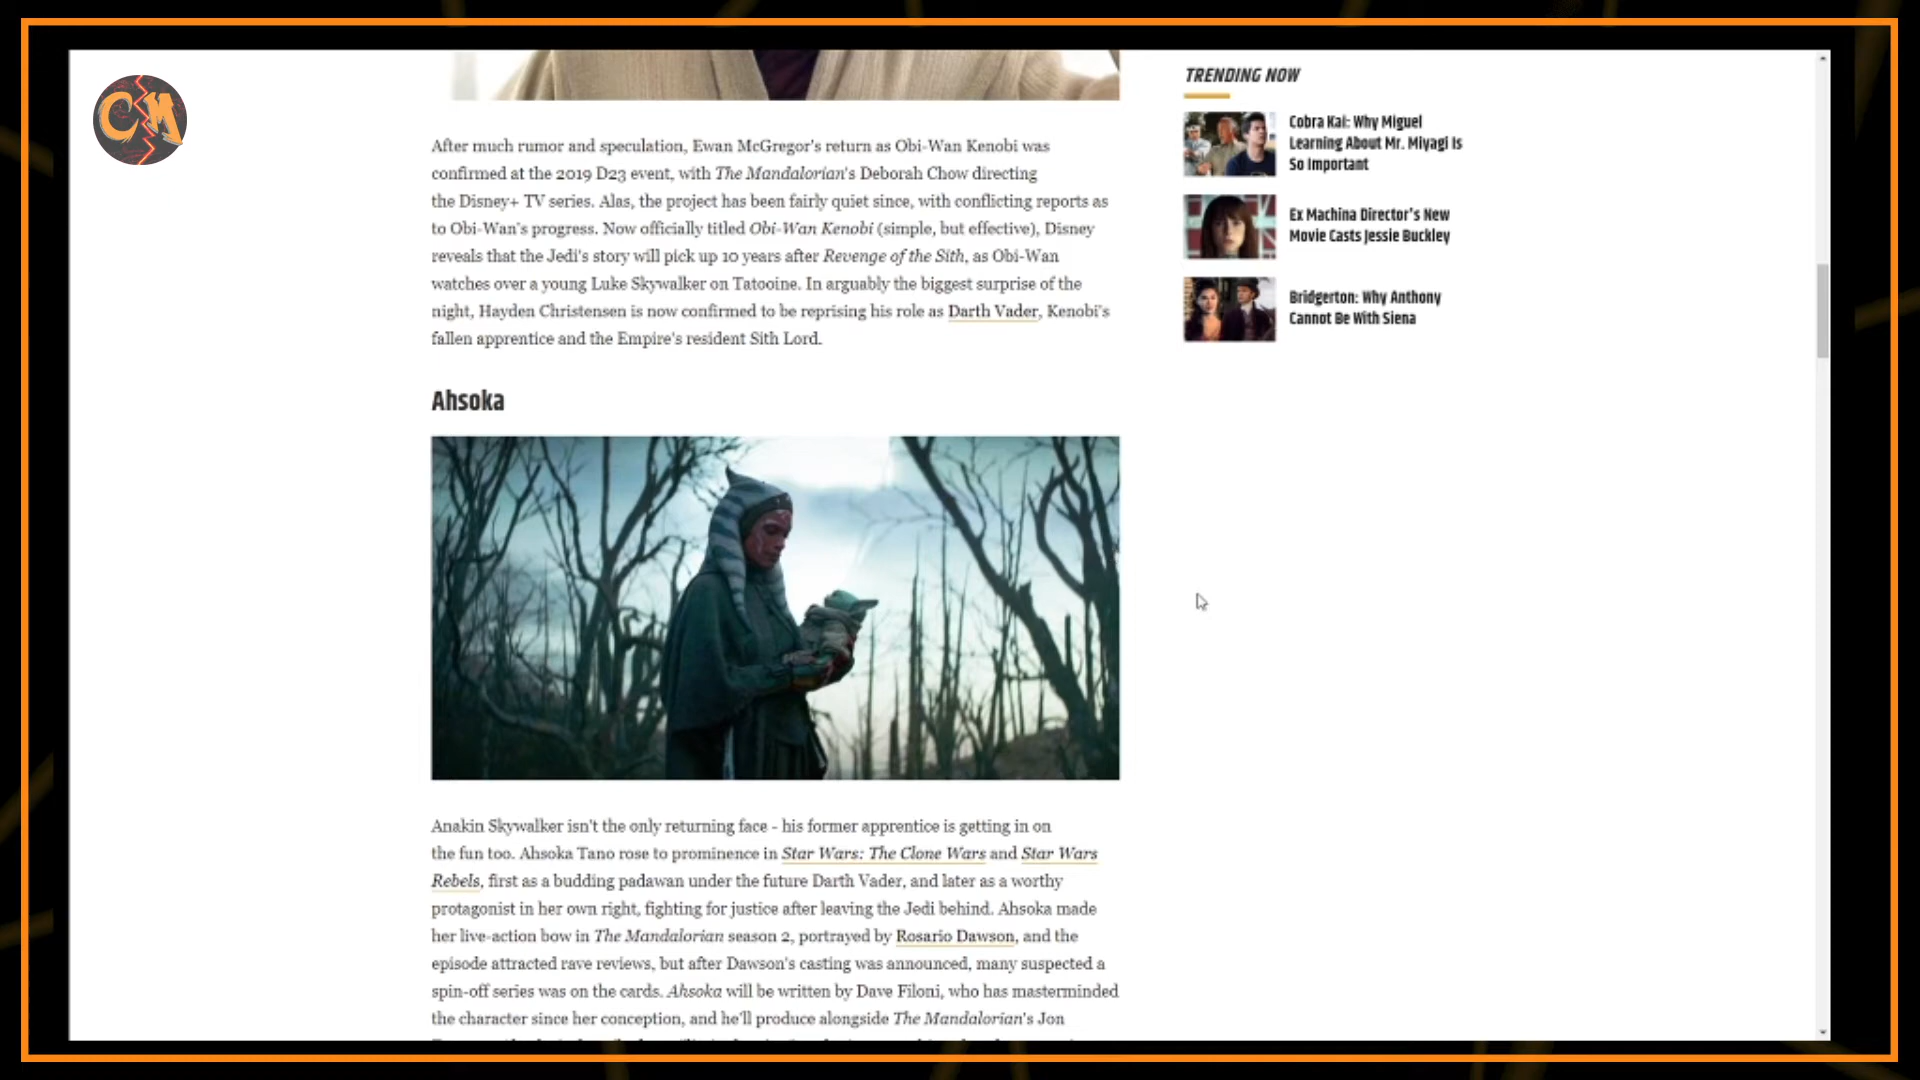 CM
After much rumor and speculation, Ewan McGregor's return as Obi-Wan Kenobi was
confirmed at the 2019 D23 event, with The Mandalorian's Deborah Chow directing
the Disney+ TV series. Alas, the project has been fairly quiet since, with conflicting reports as
to Obi-Wan's progress. Now officially titled Obi-Wan Kenobi (simple, but effective), Disney
reveals that the Jedi's story will pick up 10 years after Revenge of the Sith, as Obi-Wan
watches over a young Luke Skywalker on Tatooine. In arguably the biggest surprise of the
night, Hayden Christensen is now confirmed to be reprising his role as Darth Vader, Kenobi's
fallen apprentice and the Empire's resident Sith Lord.
Ahsoka
Anakin Skywalker isn't the only returning face - his former apprentice is getting in on
the fun too. Ahsoka Tano rose to prominence in Star Wars: The Clone Wars and Star Wars
Rebels, first as a budding padawan under the future Darth Vader, and later as a worthy
protagonist in her own right, fighting for justice after leaving the Jedi behind. Ahsoka made
her live-action bow in The Mandalorian season 2, portrayed by Rosario Dawson, and the
episode attracted rave reviews, but after Dawson's casting was announced, many suspected a
spin-off series was on the cards. Ahsoka will be written by Dave Filoni, who has masterminded
the character since her conception, and he'll produce alongside The Mandalorian's Jon
TRENDING NOW
Cobra Kai: Why Miguel
Learning About Mr. Miyagi Is
So Important
Ex Machina Director's New
Movie Casts Jessie Buckley
Bridgerton: Why Anthony
Cannot Be With Siena